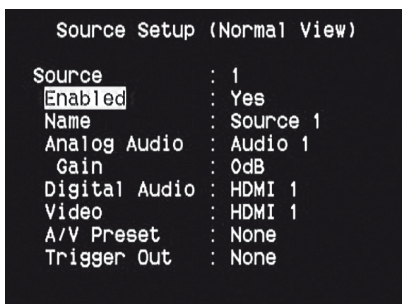 Source Setup (Normal View)
Source : 1
Enabled : Yes
Name : Source 1
Analog Audio : Audio 1
Gain : 0dB
Digital Audio : HDMI 1
Video : HDMI 1
A/V Preset : None
Trigger Out : None